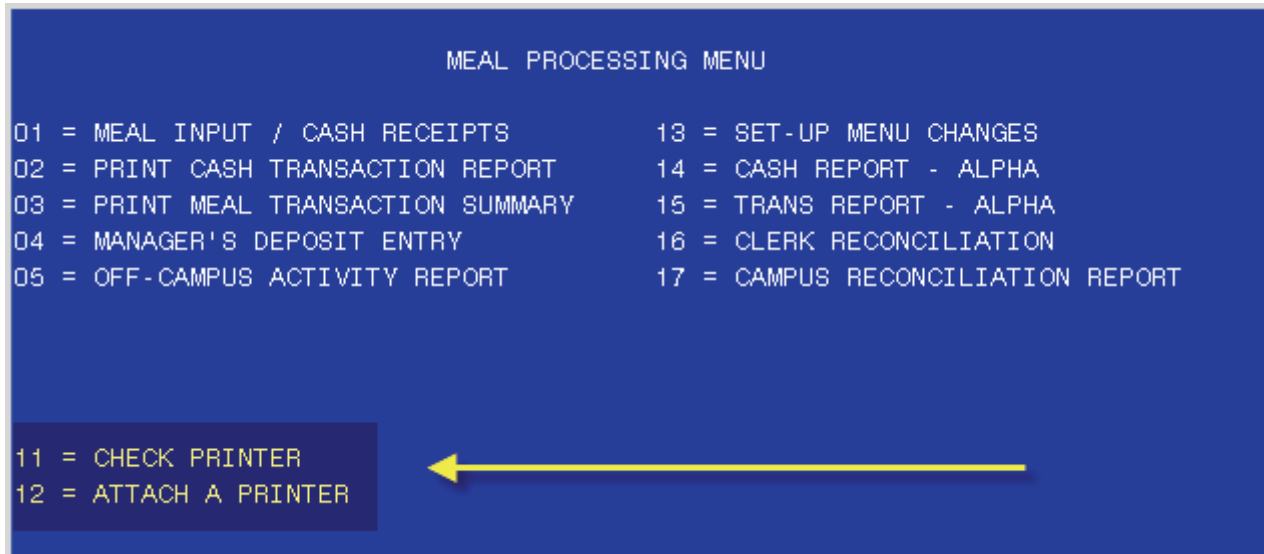 MEAL PROCESSING MENU
01 = MEAL INPUT / CASH RECEIPTS
02 = PRINT CASH TRANSACTION REPORT
03 = PRINT MEAL TRANSACTION SUMMARY
04 = MANAGER'S DEPOSIT ENTRY
05 = OFF-CAMPUS ACTIVITY REPORT
13 = SET-UP MENU CHANGES
14 = CASH REPORT - ALPHA
15 = TRANS REPORT - ALPHA
16 = CLERK RECONCILIATION
17 = CAMPUS RECONCILIATION REPORT
11 = CHECK PRINTER
12 = ATTACH A PRINTER